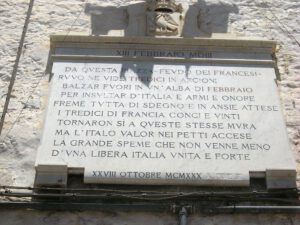 XIII FEBBRAIO MDIII
DA QVESTA FEVDO DEI FRANCESI
RVVO NE VIDE TREDICI IN ARCIONI
BALZAR FVORI IN VN'ALBA DI FEBBRAIO
PER INSVLTAR D'ITALIA E ARMI E ONORE
FREME TVTTA DI SDEGNO E IN ANSIE ATTESE
I TREDICI DI FRANCIA CONCI E VINTI
TORNARON SI A QVESTE STESSE MVRA
MA L'ITALO VALOR NEI PETTI ACCESE
LA GRANDE SPEME CHE NON VENNE MENO
D'VNA LIBERA ITALIA VNITA E FORTE
XXVIII OTTOBRE MCMXXX